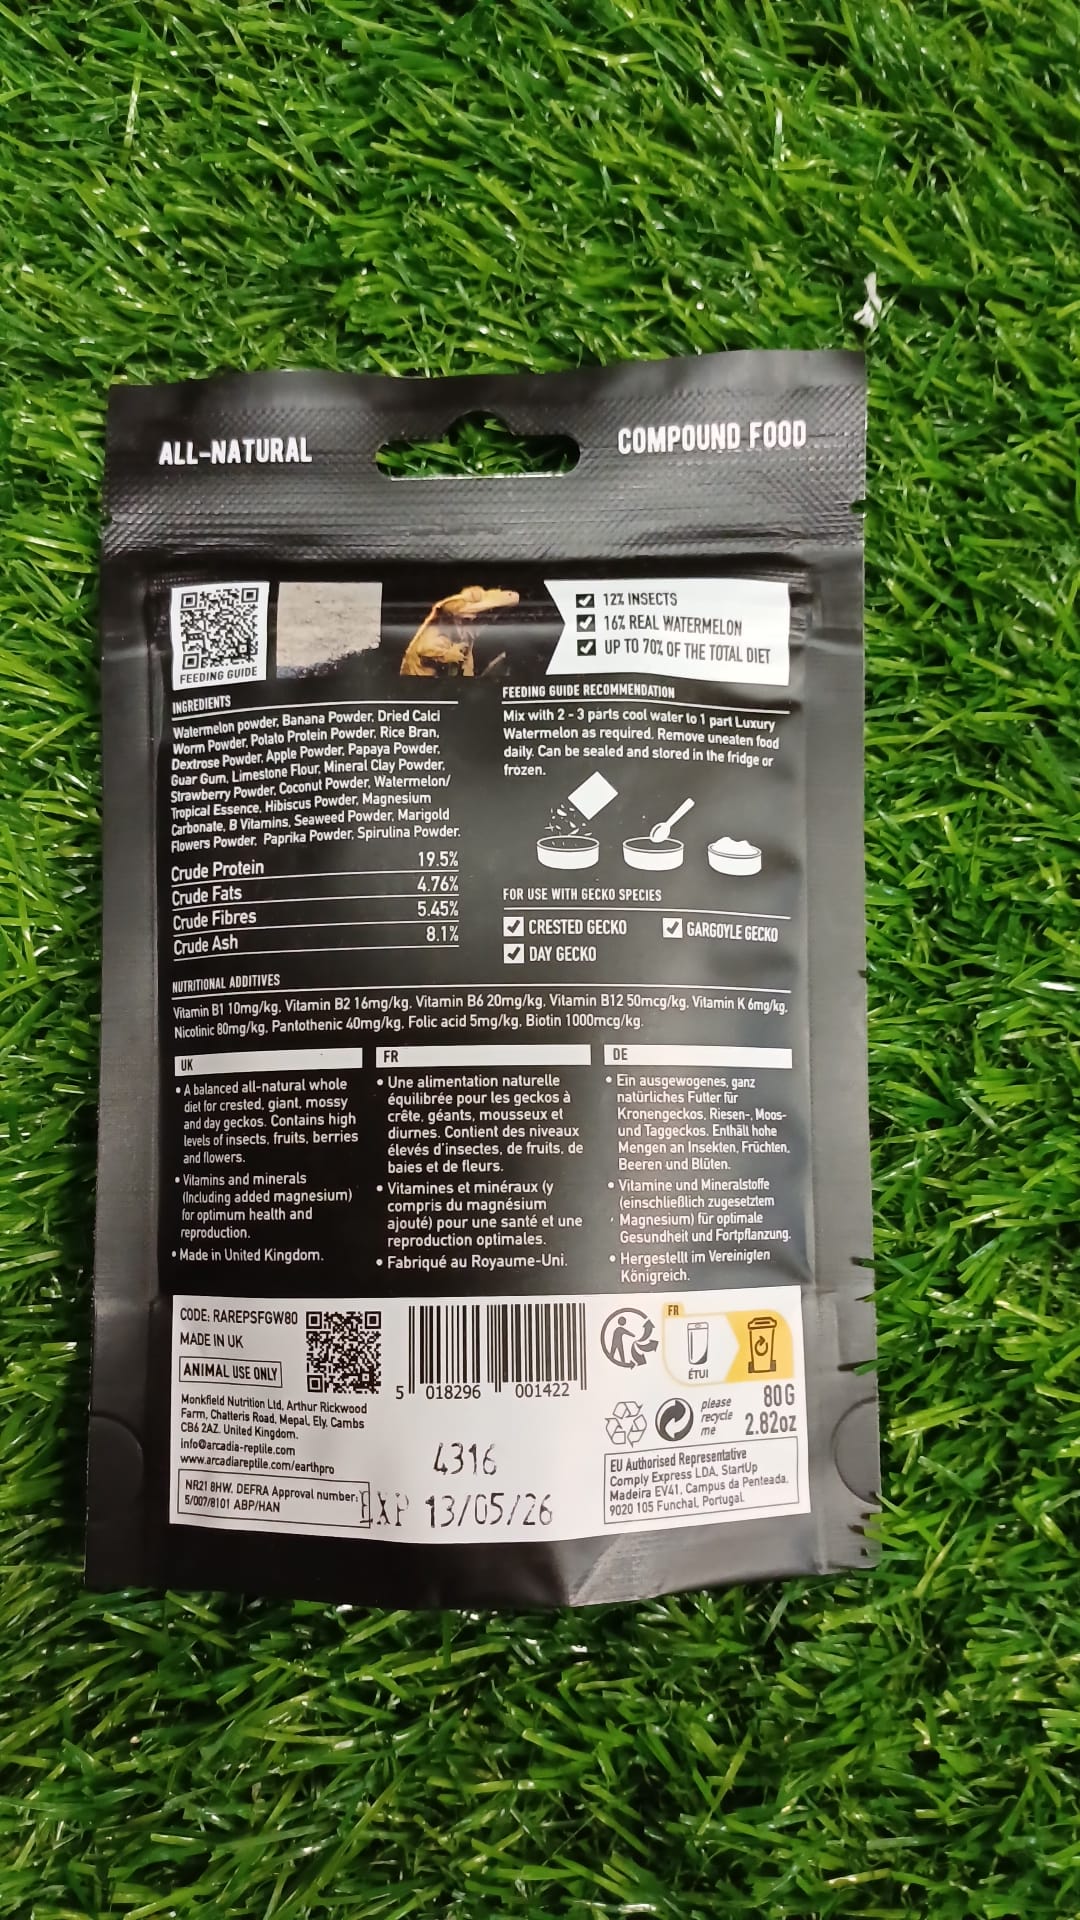 ALL-NATURAL
COMPOUND FOOD
FEEDING GUIDE
12% INSECTS
16% REAL WATERMELON
UP TO 70% OF THE TOTAL DIET
INGREDIENTS
Watermelon powder, Banana Powder, Dried Calci
Worm Powder, Potato Protein Powder, Rice Bran,
Dextrose Powder, Apple Powder, Papaya Powder,
Guar Gum, Limestone Flour, Mineral Clay Powder,
Strawberry Powder, Coconut Powder, Watermelon/
Tropical Essence, Hibiscus Powder, Magnesium
Carbonate, B Vitamins, Seaweed Powder, Marigold
Flowers Powder, Paprika Powder, Spirulina Powder.
Crude Protein 19.5%
Crude Fats 4.76%
Crude Fibres 5.45%
Crude Ash 8.1%
FEEDING GUIDE RECOMMENDATION
Mix with 2 - 3 parts cool water to 1 part Luxury
Watermelon as required. Remove uneaten food
daily. Can be sealed and stored in the fridge or
frozen.
FOR USE WITH GECKO SPECIES
CRESTED GECKO
GARGOYLE GECKO
DAY GECKO
NUTRITIONAL ADDITIVES
Vitamin B1 10mg/kg, Vitamin B2 16mg/kg, Vitamin B6 20mg/kg, Vitamin B12 50mcg/kg, Vitamin K 6mg/kg,
Nicotinic 80mg/kg, Pantothenic 40mg/kg, Folic acid 5mg/kg, Biotin 1000mcg/kg.
UK
• A balanced all-natural whole
diet for crested, giant, mossy
and day geckos. Contains high
levels of insects, fruits, berries
and flowers.
• Vitamins and minerals
(Including added magnesium)
for optimum health and
reproduction.
• Made in United Kingdom.
FR
• Une alimentation naturelle
équilibrée pour les geckos à
crête, géants, mousseux et
diurnes. Contient des niveaux
élevés d'insectes, de fruits, de
baies et de fleurs.
• Vitamines et minéraux (y
compris du magnésium
ajouté) pour une santé et une
reproduction optimales.
• Fabriqué au Royaume-Uni.
DE
• Ein ausgewogenes, ganz
natürliches Futter für
Kronengeckos, Riesen-, Moos-
und Taggeckos. Enthält hohe
Mengen an Insekten, Früchten,
Beeren und Blüten.
• Vitamine und Mineralstoffe
(einschließlich zugesetztem
Magnesium) für optimale
Gesundheit und Fortpflanzung.
• Hergestellt im Vereinigten
Königreich.
CODE: RAREPSFGW80
MADE IN UK
ANIMAL USE ONLY
Monkfield Nutrition Ltd, Arthur Rickwood
Farm, Chatteris Road, Mepal, Ely, Cambs
CB6 2AZ. United Kingdom.
info@arcadia-reptile.com
www.arcadiareptile.com/earthpro
NR21 8HW. DEFRA Approval number:
5/007/8101 ABP/HAN
5 018296 001422
4316
EXP 13/05/26
FR
ÉTUI
please
recycle
me
80G
2.82oz
EU Authorised Representative
Comply Express LDA, StartUp
Madeira EV41, Campus da Penteada,
9020 105 Funchal, Portugal